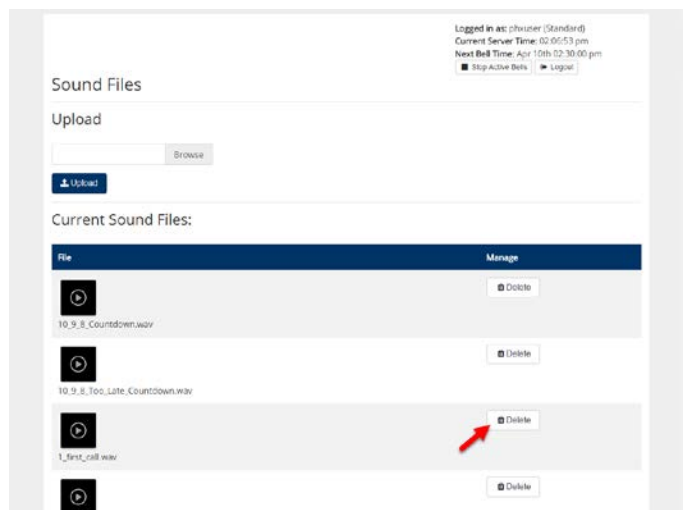 Logged in as: phxuser (Standard)
Current Server Time: 02:06:53 pm
Next Bell Time: Apr 10th 02:30:00 pm
Stop Active Bells Logout
Sound Files
Upload
Browse
Upload
Current Sound Files:
File Manage
Delete
10_9_8_Countdown.wav
Delete
10_9_8_Too_Late_Countdown.wav
Delete
1_first_call.wav
Delete